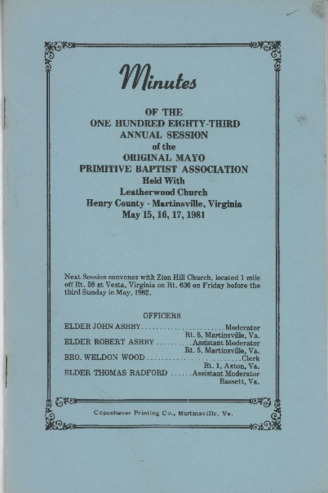 Minutes
OF THE
ONE HUNDRED EIGHTY-THIRD
ANNUAL SESSION
of the
ORIGINAL MAYO
PRIMITIVE BAPTIST ASSOCIATION
Held With
Leatherwood Church
Henry County - Martinsville, Virginia
May 15, 16, 17, 1981
Next Session convenes with Zion Hill Church, located 1 mile
off Rt. 58 at Vesta, Virginia on Rt. 636 on Friday before the
third Sunday in May, 1982.
OFFICERS
ELDER JOHN ASHBY......................Moderator
Rt. 5, Martinsville, Va.
ELDER ROBERT ASHBY .........Assistant Moderator
Rt. 5, Martinsville, Va.
BRO. WELDON WOOD .........................Clerk
Rt. 1, Axton, Va.
ELDER THOMAS RADFORD ......Assistant Moderator
Bassett, Va.
Copenhaver Printing Co., Martinsville, Va.